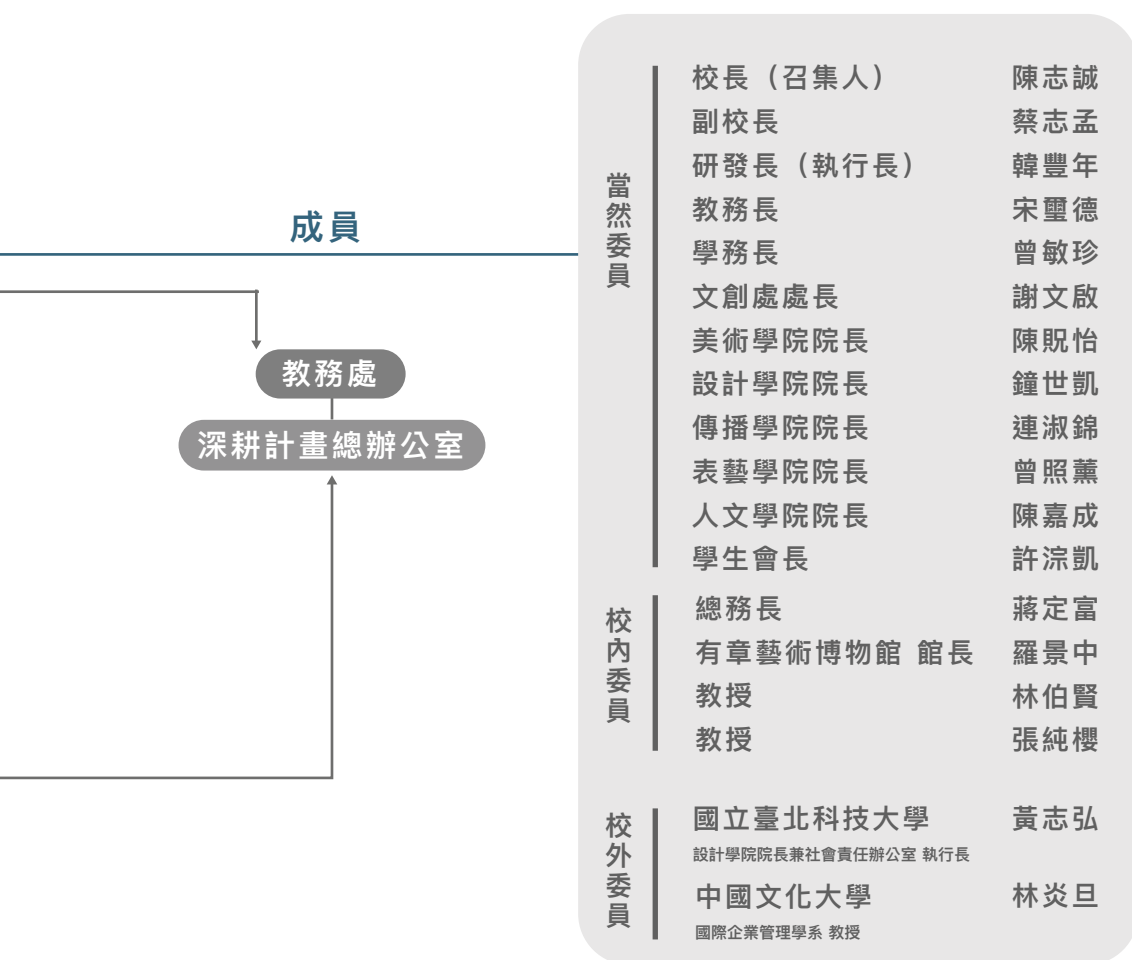 成員
教務處
深耕計畫總辦公室
當然委員
校長（召集人） 陳志誠
副校長 蔡志孟
研發長（執行長） 韓豐年
教務長 宋璽德
學務長 曾敏珍
文創處處長 謝文啟
美術學院院長 陳貺怡
設計學院院長 鐘世凱
傳播學院院長 連淑錦
表藝學院院長 曾照薰
人文學院院長 陳嘉成
學生會長 許淙凱
校內委員
總務長 蔣定富
有章藝術博物館 館長 羅景中
教授 林伯賢
教授 張純櫻
校外委員
國立臺北科技大學 黃志弘
設計學院院長兼社會責任辦公室 執行長
中國文化大學 林炎旦
國際企業管理學系 教授